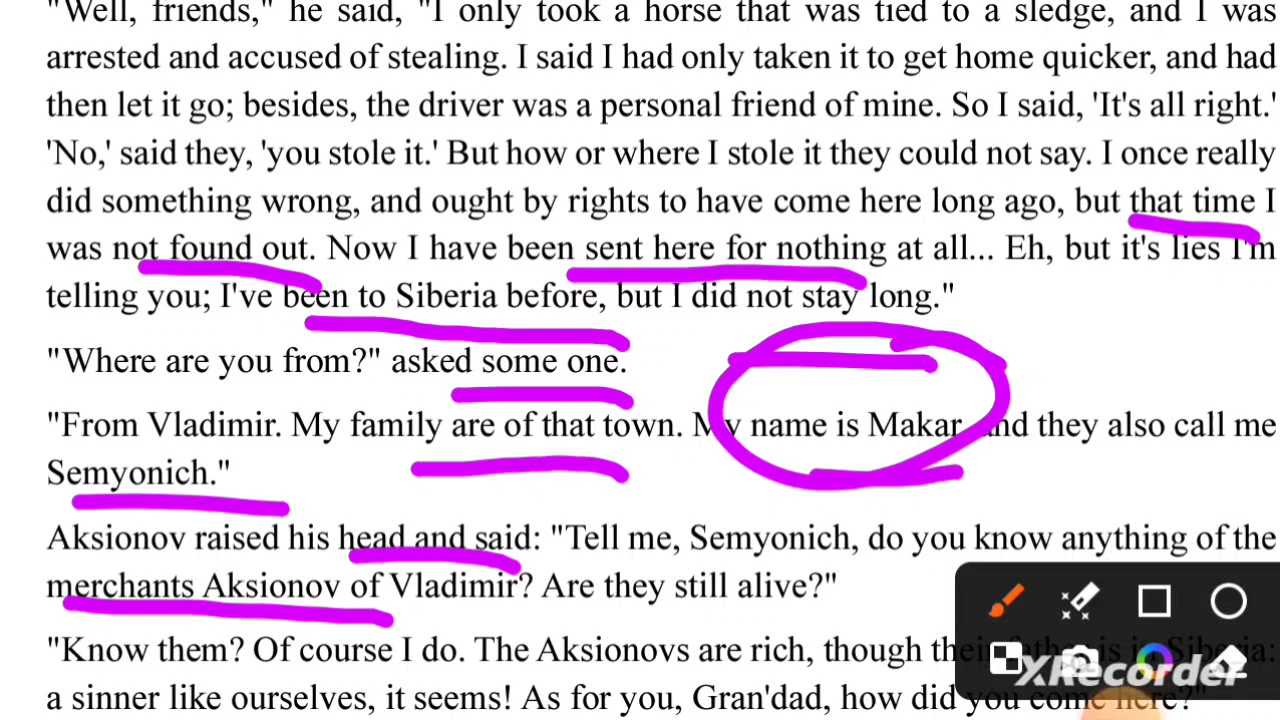 "Well, friends," he said, "I only took a horse that was tied to a sledge, and I was
arrested and accused of stealing. I said I had only taken it to get home quicker, and had
then let it go; besides, the driver was a personal friend of mine. So I said, 'It's all right.'
'No,' said they, 'you stole it.' But how or where I stole it they could not say. I once really
did something wrong, and ought by rights to have come here long ago, but that time I
was not found out. Now I have been sent here for nothing at all... Eh, but it's lies I'm
telling you; I've been to Siberia before, but I did not stay long."
"Where are you from?" asked some one.
"From Vladimir. My family are of that town. My name is Makar, and they also call me
Semyonich."
Aksionov raised his head and said: "Tell me, Semyonich, do you know anything of the
merchants Aksionov of Vladimir? Are they still alive?"
"Know them? Of course I do. The Aksionovs are rich, though their father is in Siberia:
a sinner like ourselves, it seems! As for you, Gran'dad, how did you come here?"
XRecorder